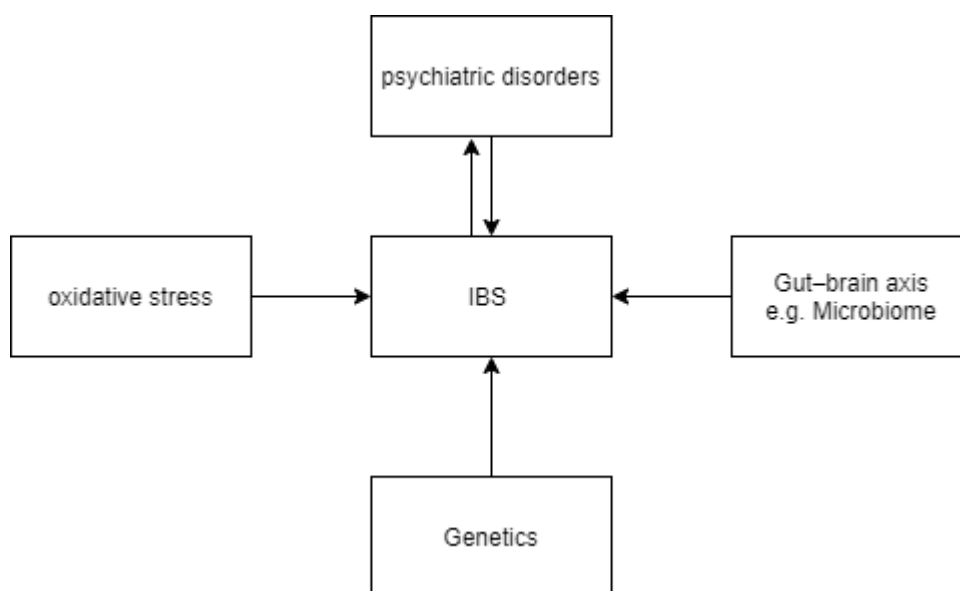 psychiatric disorders
oxidative stress
IBS
Gut–brain axis
e.g. Microbiome
Genetics